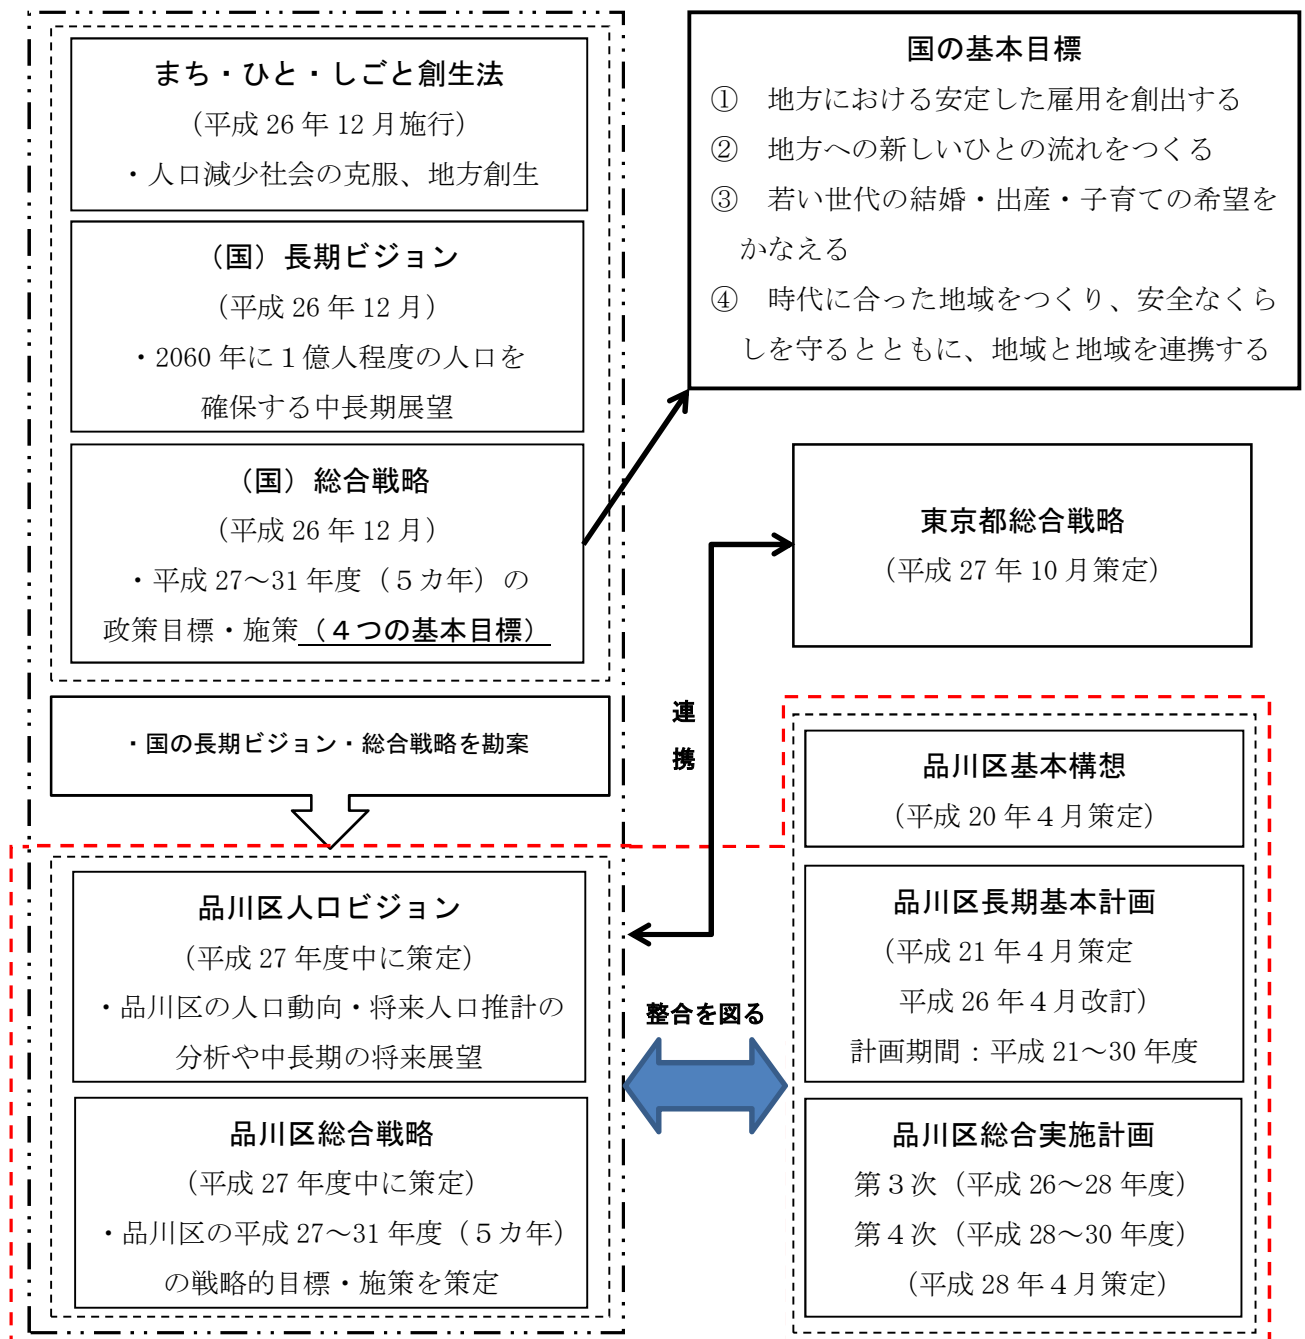 まち・ひと・しごと創生法
(平成 26 年 12 月施行)
・人口減少社会の克服、地方創生
（国）長期ビジョン
(平成 26 年 12 月)
・2060 年に１億人程度の人口を
確保する中長期展望
（国）総合戦略
(平成 26 年 12 月)
・平成 27～31 年度（５カ年）の
政策目標・施策（４つの基本目標）
国の基本目標
①　地方における安定した雇用を創出する
②　地方への新しいひとの流れをつくる
③　若い世代の結婚・出産・子育ての希望を
かなえる
④　時代に合った地域をつくり、安全なくら
しを守るとともに、地域と地域を連携する
東京都総合戦略
(平成 27 年 10 月策定)
・国の長期ビジョン・総合戦略を勘案
連
携
品川区人口ビジョン
(平成 27 年度中に策定)
・品川区の人口動向・将来人口推計の
分析や中長期の将来展望
品川区総合戦略
(平成 27 年度中に策定)
・品川区の平成 27～31 年度（５カ年）
の戦略的目標・施策を策定
整合を図る
品川区基本構想
(平成 20 年４月策定)
品川区長期基本計画
(平成 21 年４月策定
平成 26 年４月改訂)
計画期間：平成 21～30 年度
品川区総合実施計画
第３次（平成 26～28 年度）
第４次（平成 28～30 年度）
(平成 28 年４月策定)